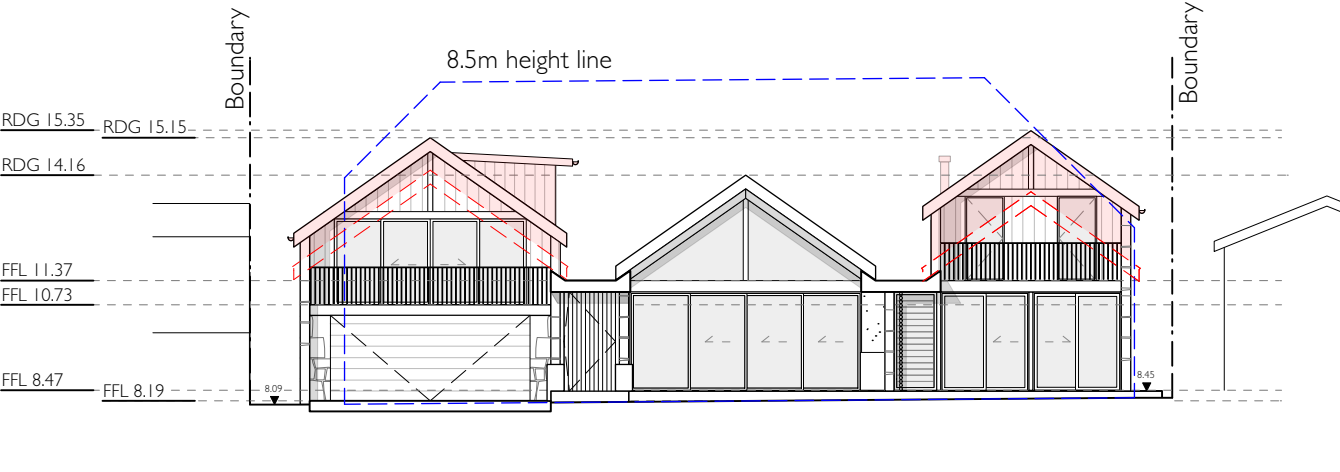 Boundary
Boundary
8.5m height line
RDG 15.35
RDG 15.15
RDG 14.16
FFL 11.37
FFL 10.73
FFL 8.47
FFL 8.19
8.09
8.45